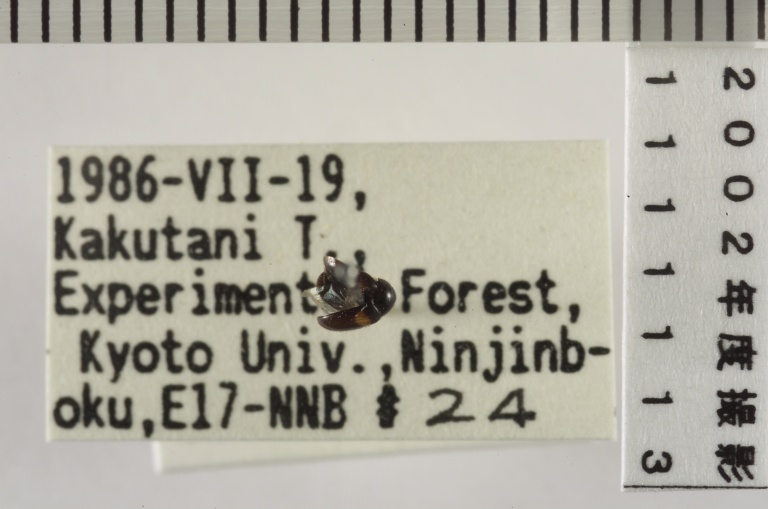 1986-VII-19,
Kakutani T.,
Experiment Forest,
Kyoto Univ.,Ninjinb-
oku,E17-NNB # 24
2002年度撮影
1111113